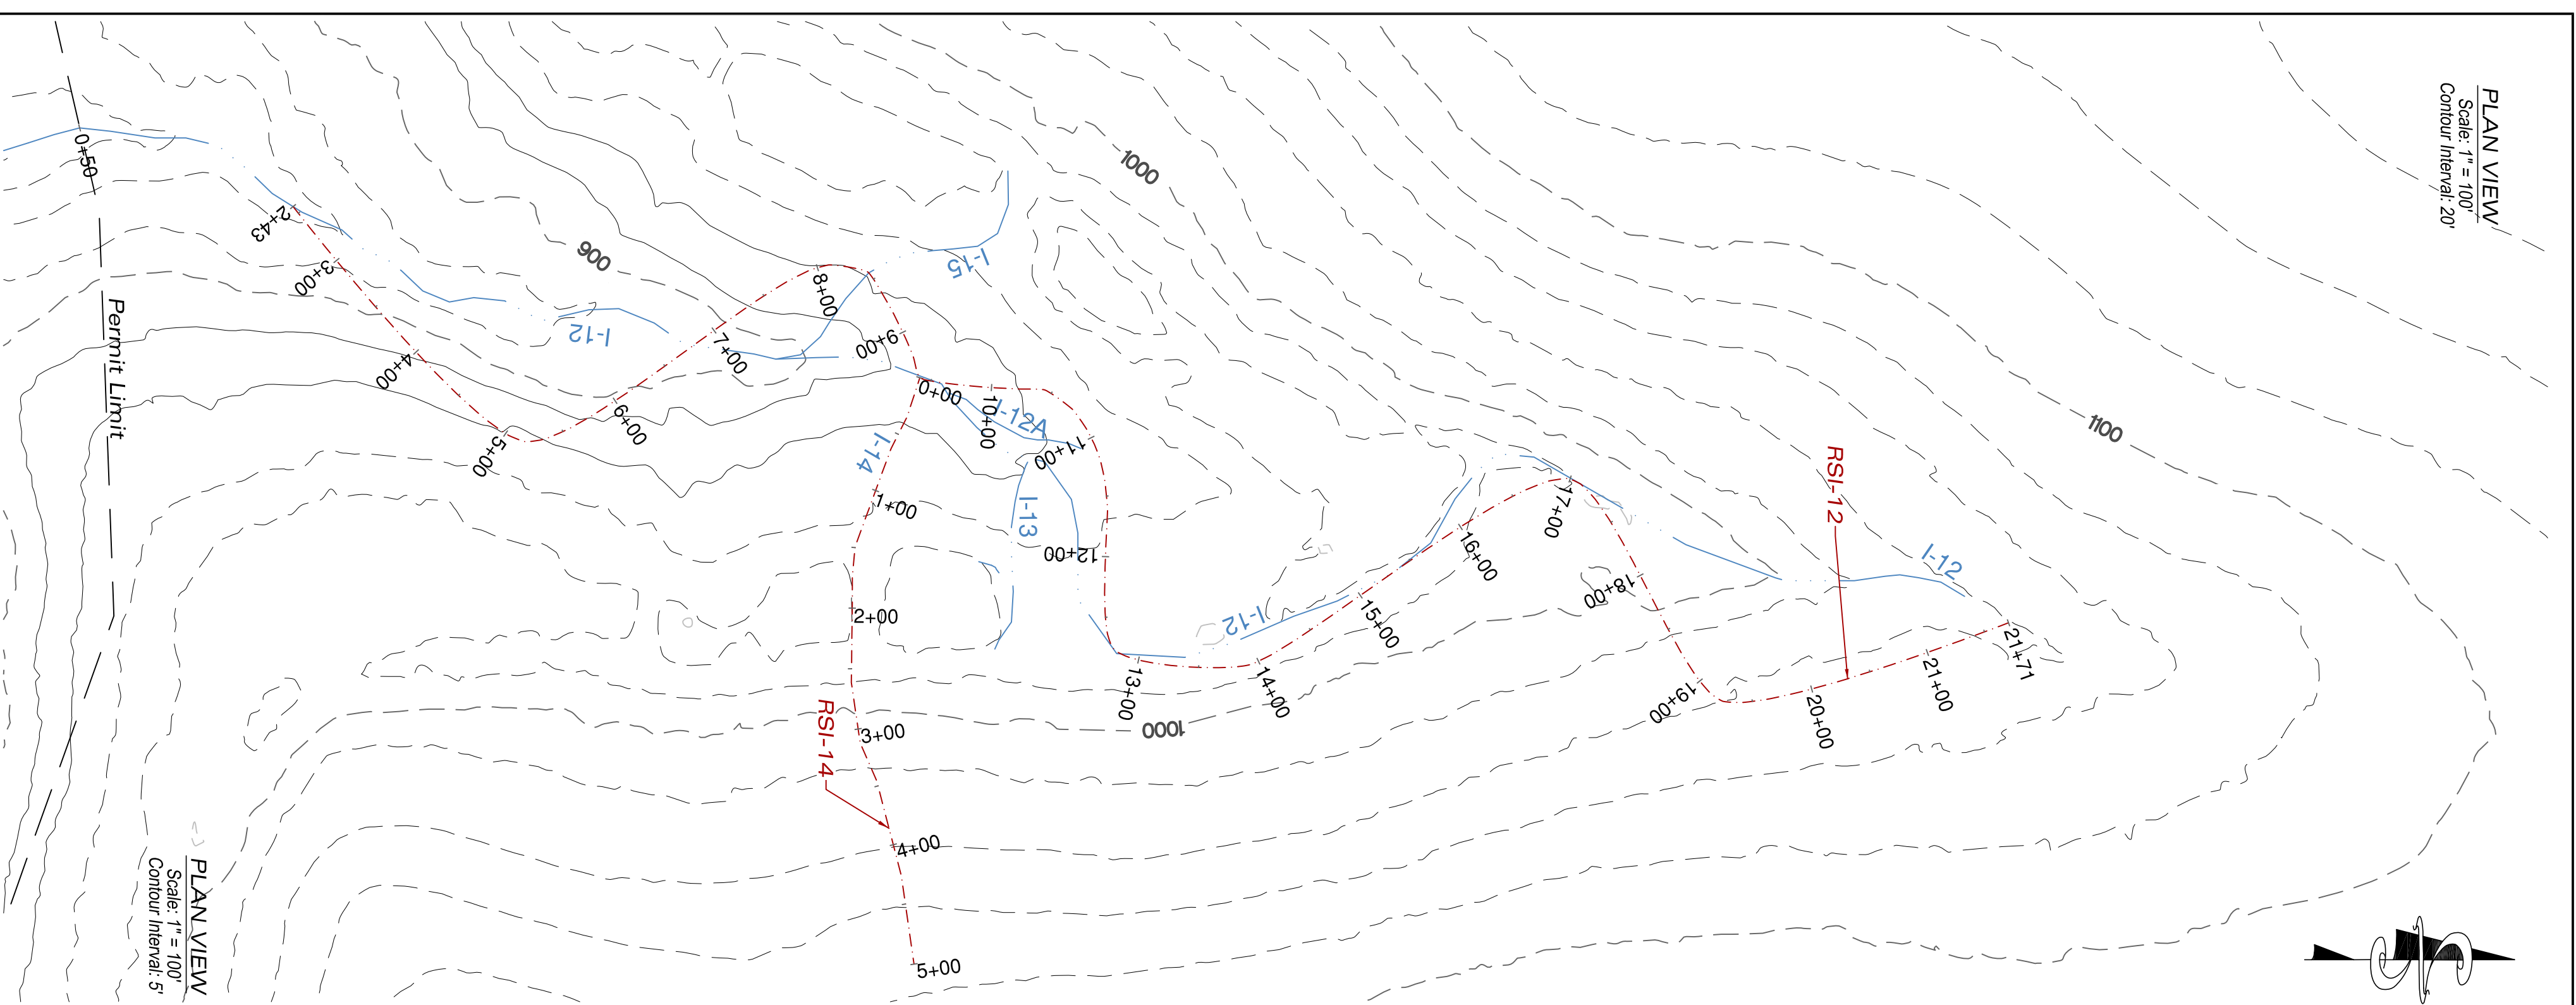 PLAN VIEW
Scale: 1" = 100'
Contour Interval: 20'
1000
0+50
900
I-15
2+43
3+00
8+00
Permit Limit
I-12
7+00
9+00
4+00
0+00
10+00
I-12A
11+00
6+00
5+00
I-14
1+00
I-13
12+00
2+00
1100
RSI-12
17+00
16+00
18+00
I-12
I-12
15+00
21+71
13+00
14+00
19+00
20+00
21+00
RSI-14
3+00
1000
4+00
5+00
PLAN VIEW
Scale: 1" = 100'
Contour Interval: 5'